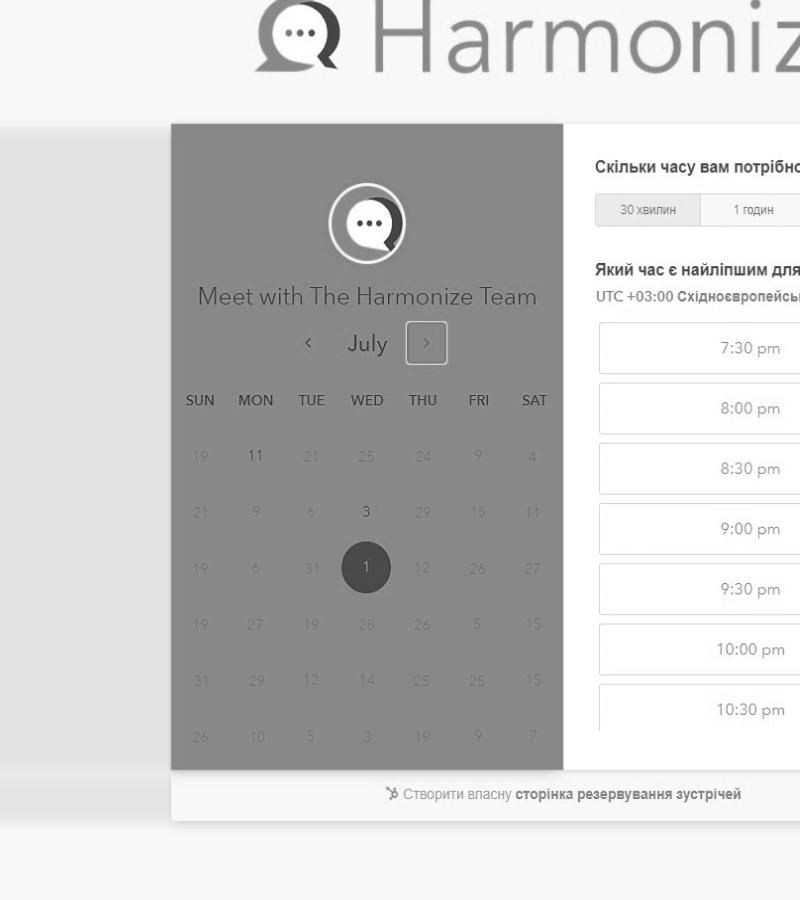 Harmoniz
Скільки часу вам потрібно
30 хвилин 1 годин
Який час є найліпшим для
UTC +03:00 Східноєвропейсь
Meet with The Harmonize Team
July
SUN MON TUE WED THU FRI SAT
19 11 21 25 24 9 4
21 9 6 3 29 15 11
19 6 31 1 12 26 27
19 27 19 28 26 5 15
31 29 12 14 25 25 15
26 10 5 3 19 9 7
7:30 pm
8:00 pm
8:30 pm
9:00 pm
9:30 pm
10:00 pm
10:30 pm
Створити власну сторінка резервування зустрічей